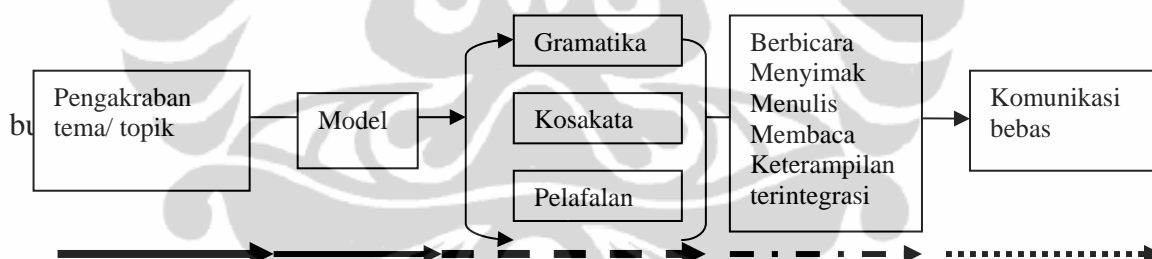 Pengakraban
tema/ topik
Model
Gramatika
Kosakata
Pelafalan
Berbicara
Menyimak
Menulis
Membaca
Keterampilan
terintegrasi
Komunikasi
bebas